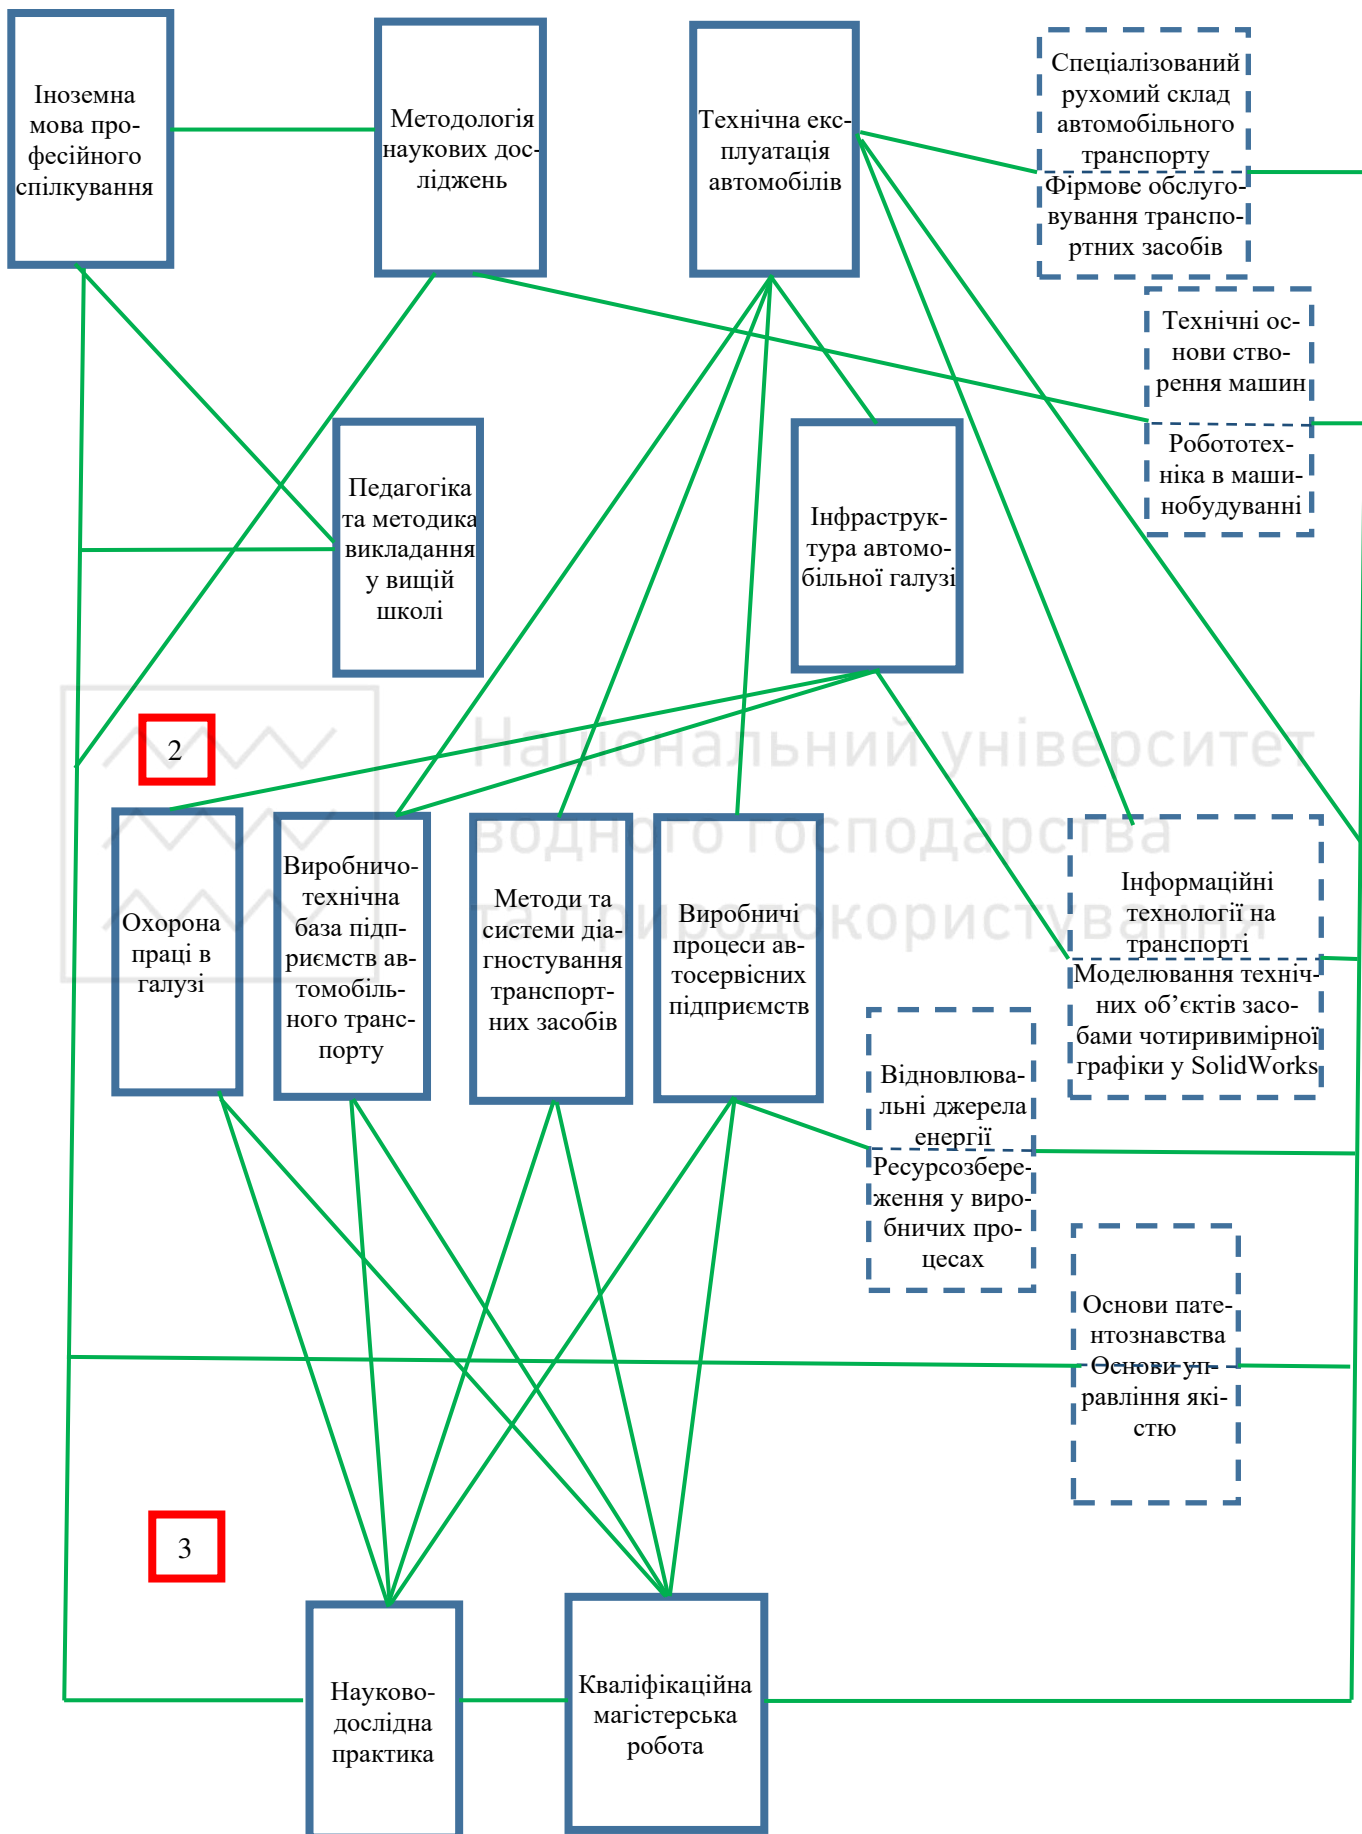 Іноземна
мова про-
фесійного
спілкування
Методологія
наукових дос-
ліджень
Технічна екс-
плуатація
автомобілів
Спеціалізований
рухомий склад
автомобільного
транспорту
Фірмове обслуго-
вування транспо-
ртних засобів
Технічні ос-
нови ство-
рення машин
Робототех-
ніка в маши-
нобудуванні
Педагогіка
та методика
викладання
у вищій
школі
Інфраструк-
тура автомо-
більної галузі
2
Національний університет
водного господарства
та природокористування
Охорона
праці в
галузі
Виробничо-
технічна
база підп-
риємств ав-
томобіль-
ного транс-
порту
Методи та
системи діа-
гностування
транспорт-
них засобів
Виробничі
процеси ав-
тосервісних
підприємств
Інформаційні
технології на
транспорті
Моделювання техніч-
них об’єктів засо-
бами чотиривимірної
графіки у SolidWorks
Відновлюва-
льні джерела
енергії
Ресурсозбере-
ження у виро-
бничих про-
цесах
Основи пате-
нтознавства
Основи уп-
равління які-
стю
3
Науково-
дослідна
практика
Кваліфікаційна
магістерська
робота